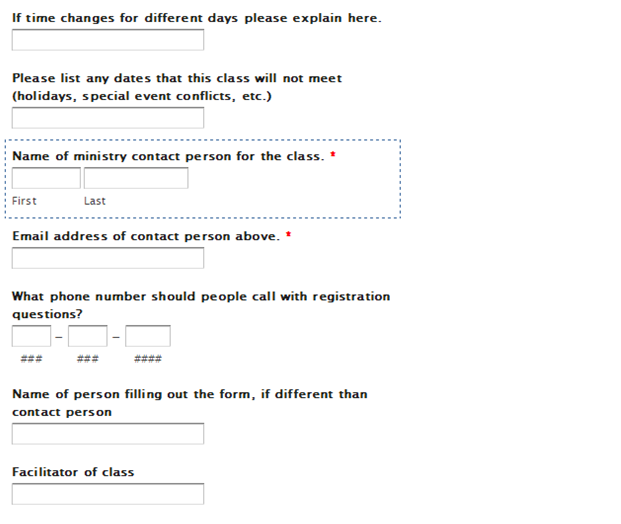 If time changes for different days please explain here.
Please list any dates that this class will not meet
(holidays, special event conflicts, etc.)
Name of ministry contact person for the class. *
First Last
Email address of contact person above. *
What phone number should people call with registration
questions?
– –
### ### ####
Name of person filling out the form, if different than
contact person
Facilitator of class